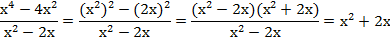 x⁴ − 4x² / x² − 2x = (x²)² − (2x)² / x² − 2x = (x² − 2x)(x² + 2x) / x² − 2x = x² + 2x